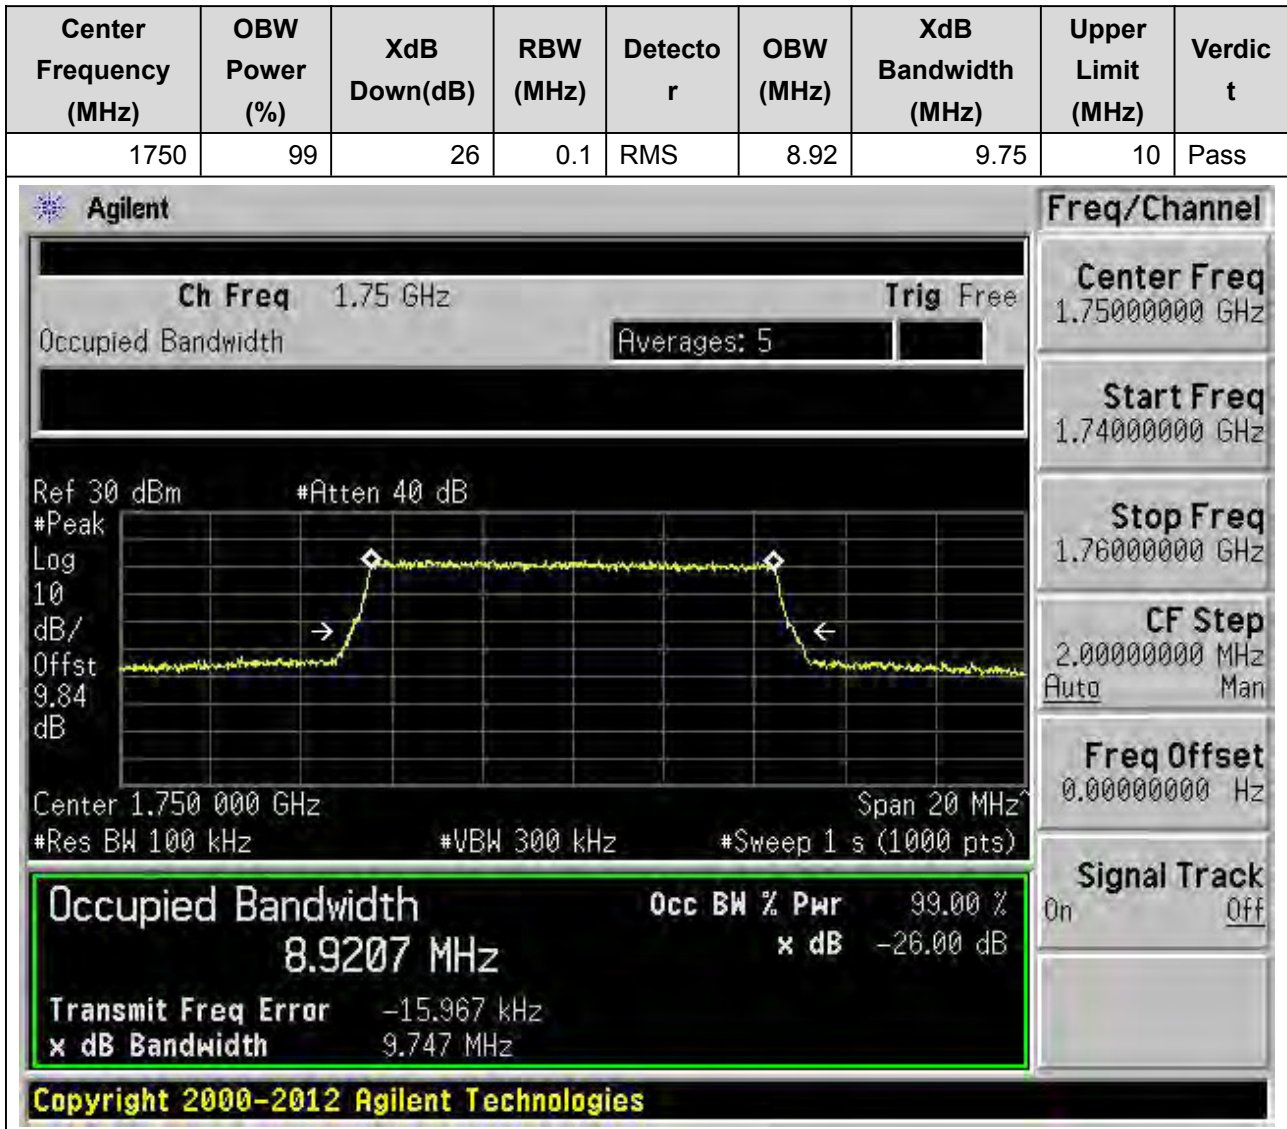 Center Frequency (MHz) OBW Power (%) XdB Down(dB) RBW (MHz) Detecto r OBW (MHz) XdB Bandwidth (MHz) Upper Limit (MHz) Verdic t
1750 99 26 0.1 RMS 8.92 9.75 10 Pass
Agilent
Freq/Channel
Ch Freq 1.75 GHz Trig Free
Occupied Bandwidth Averages: 5
Center Freq
1.75000000 GHz
Start Freq
1.74000000 GHz
Stop Freq
1.76000000 GHz
CF Step
2.00000000 MHz
Auto Man
Freq Offset
0.00000000 Hz
Signal Track
On Off
Ref 30 dBm #Atten 40 dB
#Peak
Log
10
dB/
Offst
9.84
dB
Center 1.750 000 GHz Span 20 MHz^
#Res BW 100 kHz #VBW 300 kHz #Sweep 1 s (1000 pts)
Occupied Bandwidth Occ BW % Pwr 99.00 %
8.9207 MHz x dB -26.00 dB
Transmit Freq Error -15.967 kHz
x dB Bandwidth 9.747 MHz
Copyright 2000-2012 Agilent Technologies